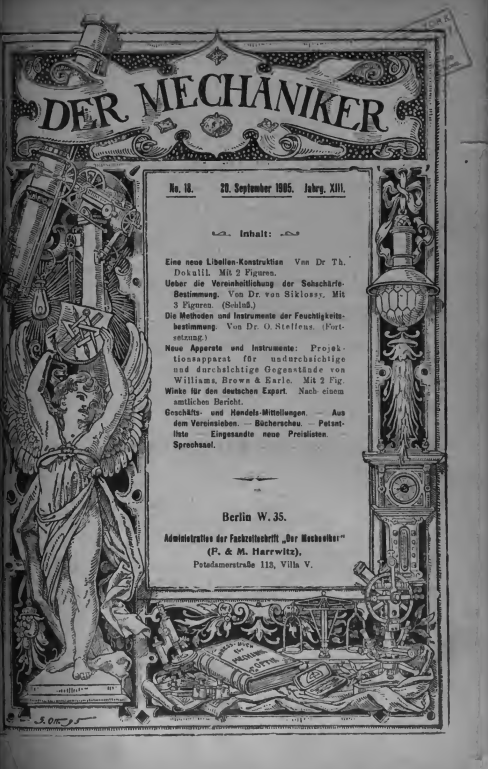 DER MECHANIKER
No. 18. 20. September 1905. Jahrg. XIII.
Inhalt:
Eine neue Libellen-Konstruktion Von Dr Th.
Dokulil. Mit 2 Figuren.
Ueber die Vereinheitlichung der Sehschärfe-
Bestimmung. Von Dr. von Siklossy. Mit
3 Figuren. (Schluß.)
Die Methoden und Instrumente der Feuchtigkeits-
bestimmung. Von Dr. O. Steffens. (Fort-
setzung.)
Neue Apparate und Instrumente: Projek-
tionsapparat für undurchsichtige
und durchsichtige Gegenstände von
Williams, Brown & Earle. Mit 2 Fig.
Winke für den deutschen Export. Nach einem
amtlichen Bericht.
Geschäfts- und Handels-Mitteilungen. — Aus
dem Vereinsleben. — Bücherschau. — Patent-
liste — Eingesandte neue Preislisten.
Sprechsaal.
Berlin W. 35.
Administration der Fachzeitschrift „Der Mechaniker"
(F. & M. Harrwitz),
Potsdamerstraße 113, Villa V.
MECHANIK
OPTIK